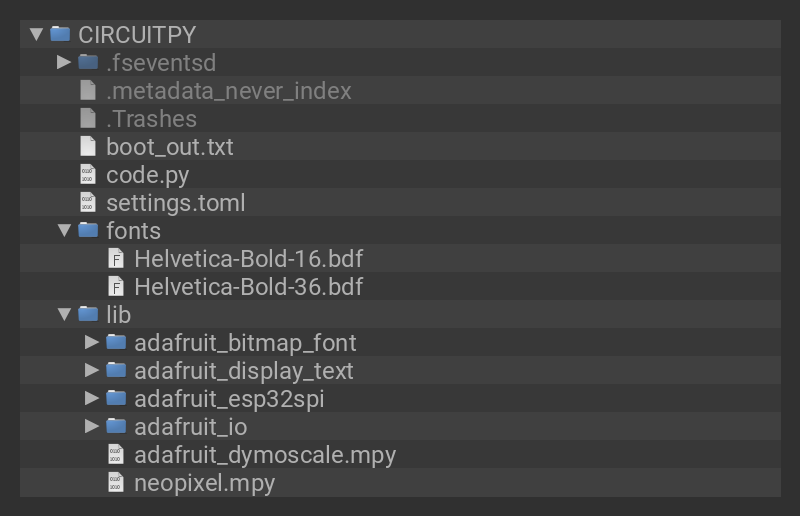 CIRCUITPY
.fseventsd
.metadata_never_index
.Trashes
boot_out.txt
code.py
settings.toml
fonts
Helvetica-Bold-16.bdf
Helvetica-Bold-36.bdf
lib
adafruit_bitmap_font
adafruit_display_text
adafruit_esp32spi
adafruit_io
adafruit_dymoscale.mpy
neopixel.mpy